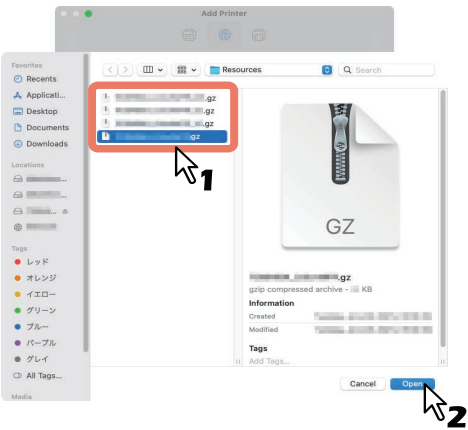 Add Printer
Favorites
Recents
Applicati...
Desktop
Documents
Downloads
Locations
...
...
...
Tags
レッド
オレンジ
イエロー
グリーン
ブルー
パープル
グレイ
All Tags...
Media
Resources
Search
.gz
.gz
.gz
gz
1
GZ
.gz
gzip compressed archive - KB
Information
Created
Modified
Tags
Add Tags...
Cancel
Open
2